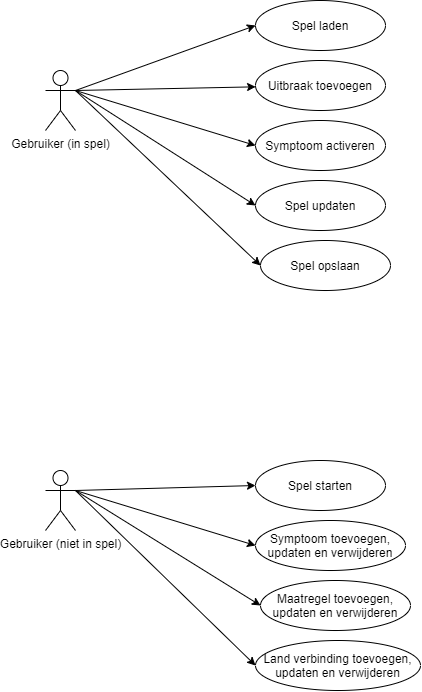 Spel laden
Uitbraak toevoegen
Symptoom activeren
Gebruiker (in spel)
Spel updaten
Spel opslaan
Spel starten
Symptoom toevoegen,
updaten en verwijderen
Gebruiker (niet in spel)
Maatregel toevoegen,
updaten en verwijderen
Land verbinding toevoegen,
updaten en verwijderen